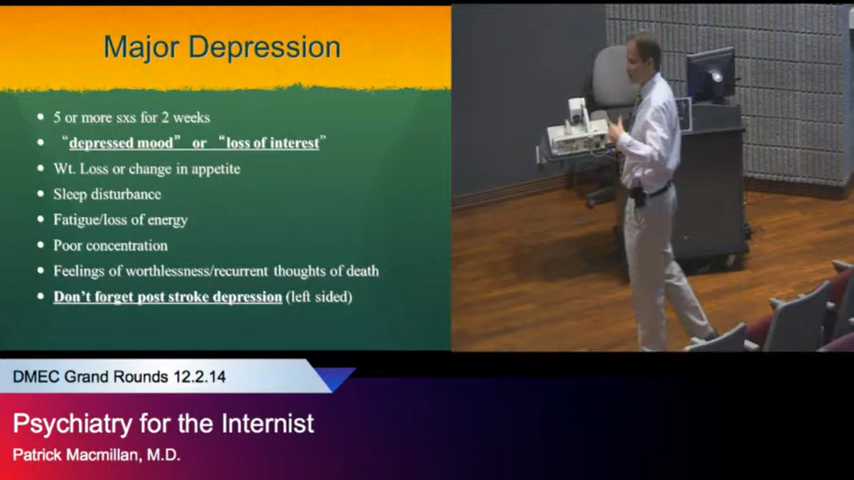 Major Depression
5 or more sxs for 2 weeks
“depressed mood” or “loss of interest”
Wt. Loss or change in appetite
Sleep disturbance
Fatigue/loss of energy
Poor concentration
Feelings of worthlessness/recurrent thoughts of death
Don't forget post stroke depression (left sided)
DMEC Grand Rounds 12.2.14
Psychiatry for the Internist
Patrick Macmillan, M.D.